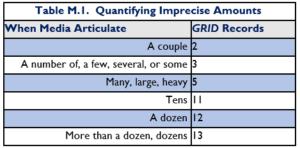 Table M.1. Quantifying Imprecise Amounts
When Media Articulate GRID Records
A couple 2
A number of, a few, several, or some 3
Many, large, heavy 5
Tens 11
A dozen 12
More than a dozen, dozens 13